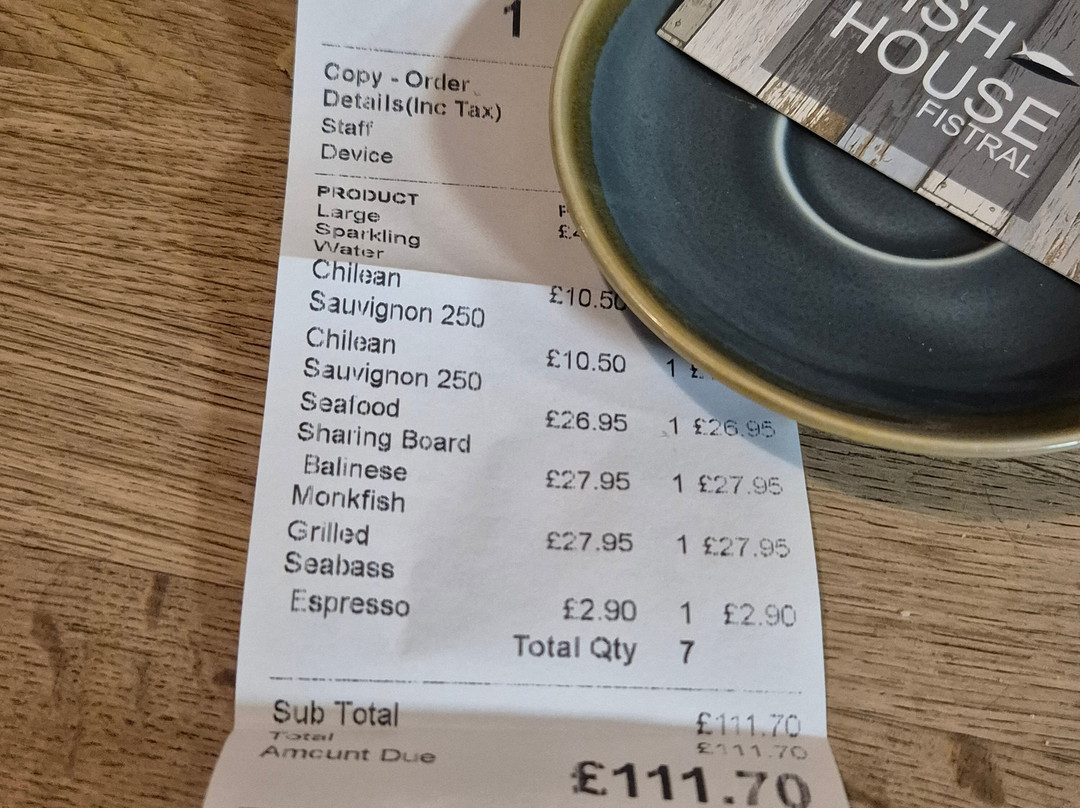 1
Copy - Order
Details(Inc Tax)
Staff
Device
PRODUCT
Large
Sparkling
Water
Chilean £10.50
Sauvignon 250
Chilean £10.50 1
Sauvignon 250
Seafood £26.95 1 £26.95
Sharing Board
Balinese £27.95 1 £27.95
Monkfish
Grilled £27.95 1 £27.95
Seabass
Espresso £2.90 1 £2.90
Total Qty 7
Sub Total £111.70
Total £111.70
Amount Due
£111.70
HOUSE
FISTRAL